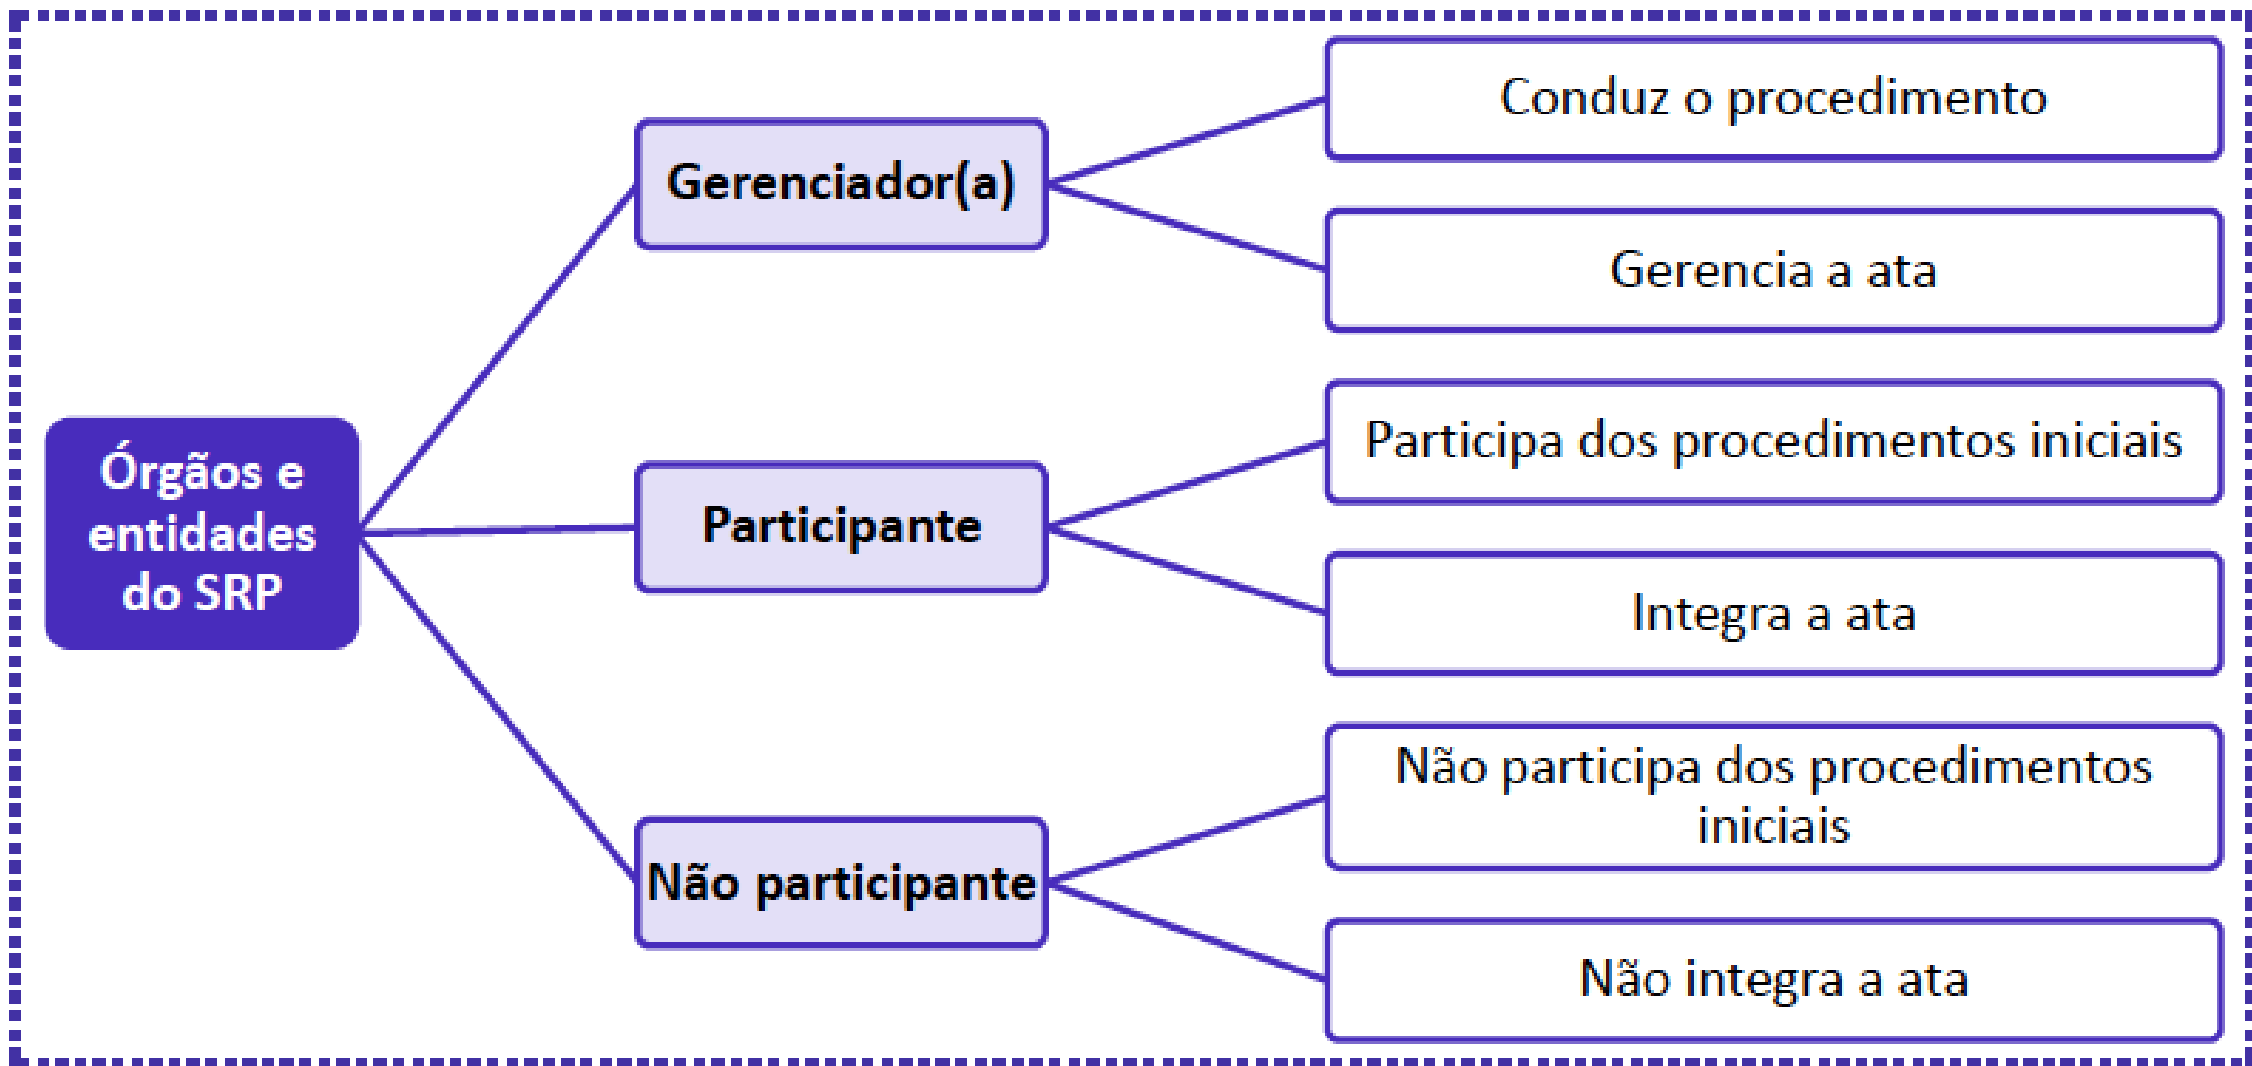 Órgãos e
entidades
do SRP
Gerenciador(a)
Conduz o procedimento
Gerencia a ata
Participante
Participa dos procedimentos iniciais
Integra a ata
Não participante
Não participa dos procedimentos
iniciais
Não integra a ata